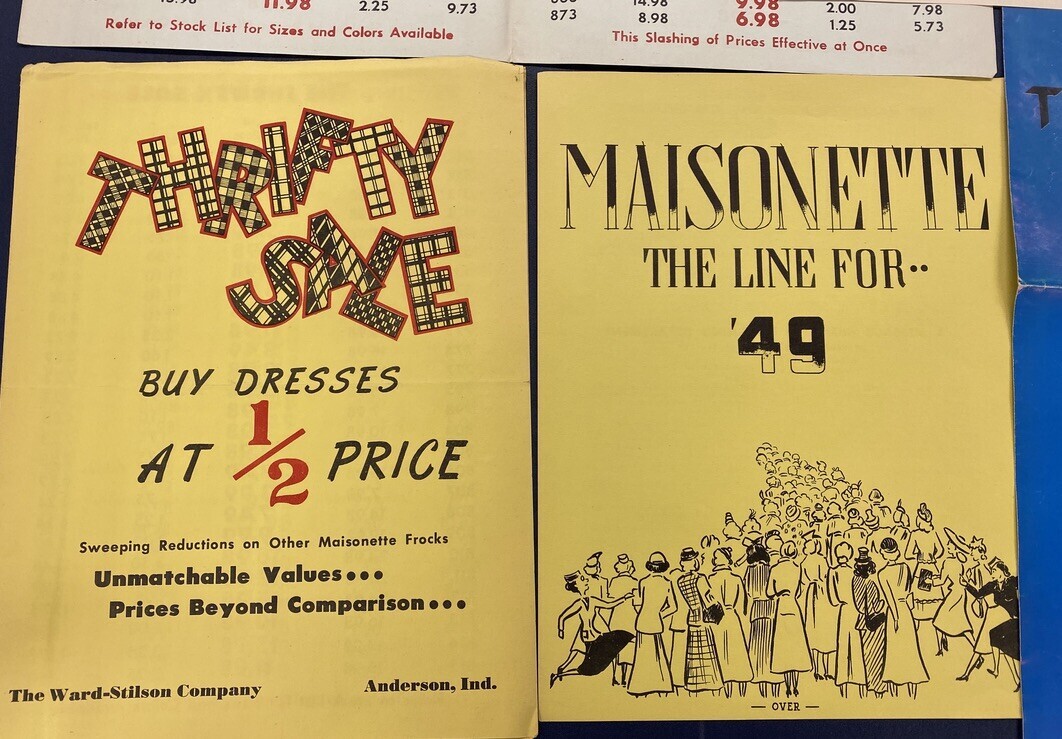 11.98 2.25 9.73
Refer to Stock List for Sizes and Colors Available
14.98 9.98 2.00 7.98
873 8.98 6.98 1.25 5.73
This Slashing of Prices Effective at Once
THRIFTY
SALE
BUY DRESSES
AT 1/2 PRICE
Sweeping Reductions on Other Maisonette Frocks
Unmatchable Values...
Prices Beyond Comparison...
The Ward-Stilson Company Anderson, Ind.
MAISONETTE
THE LINE FOR..
'49
— OVER —
T